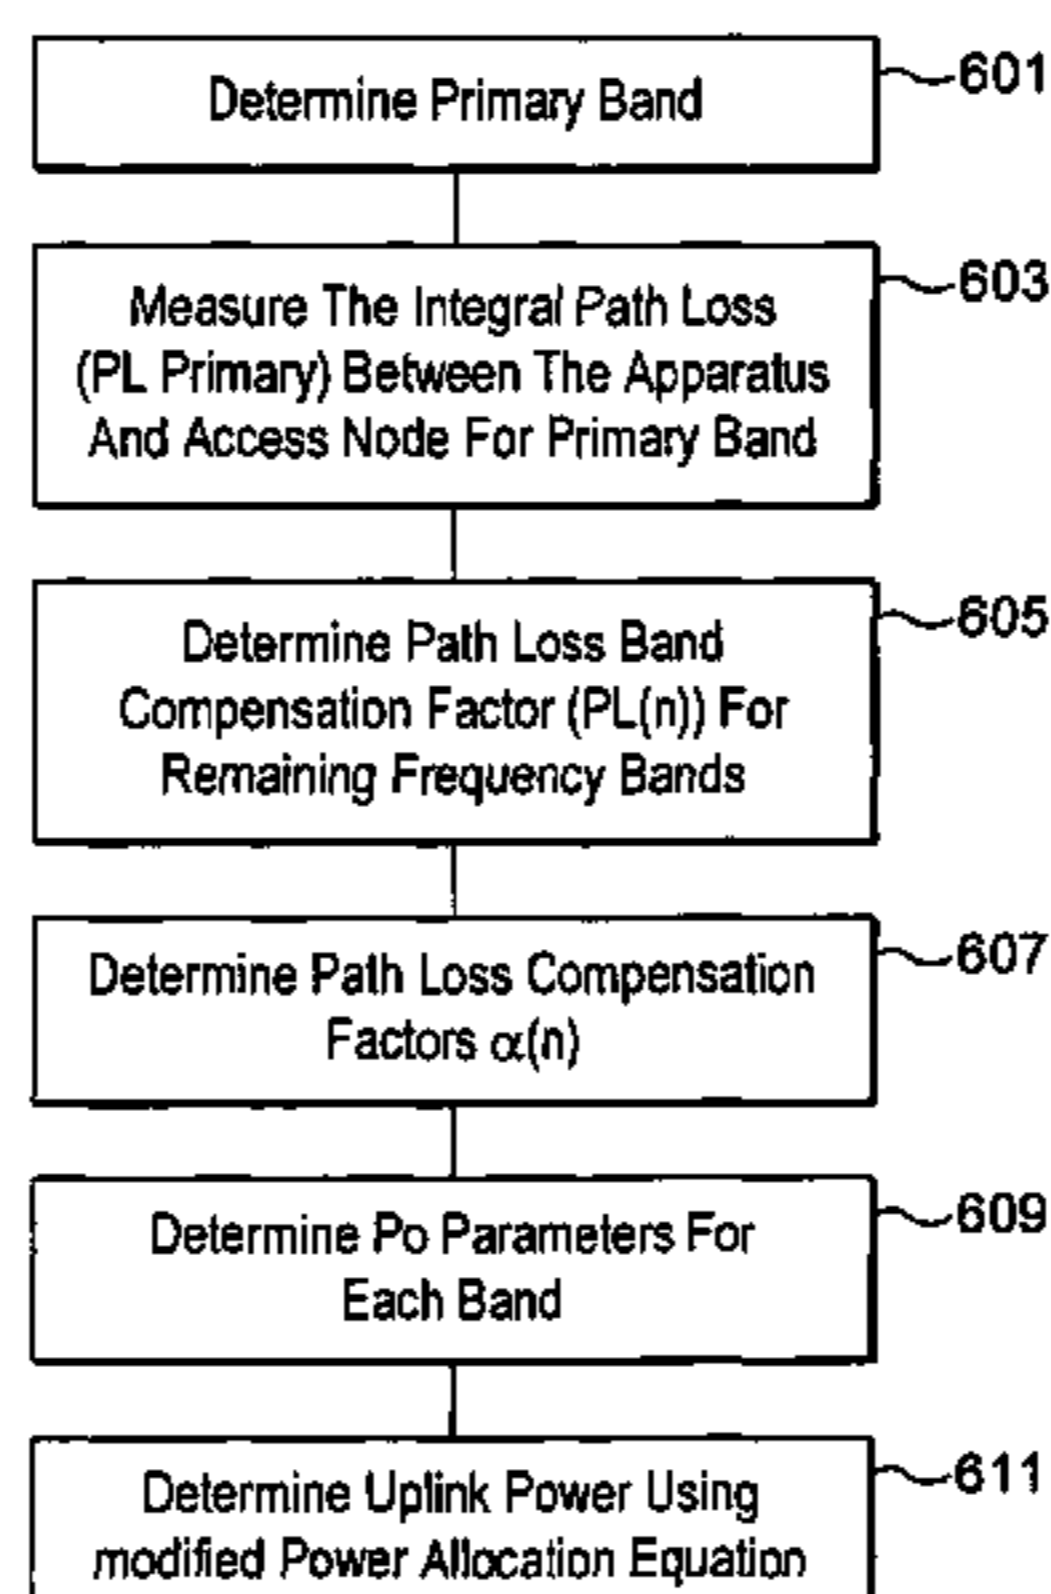 Determine Primary Band
601
Measure The Integral Path Loss
(PL Primary) Between The Apparatus
And Access Node For Primary Band
603
Determine Path Loss Band
Compensation Factor (PL(n)) For
Remaining Frequency Bands
605
Determine Path Loss Compensation
Factors α(n)
607
Determine Po Parameters For
Each Band
609
Determine Uplink Power Using
modified Power Allocation Equation
611